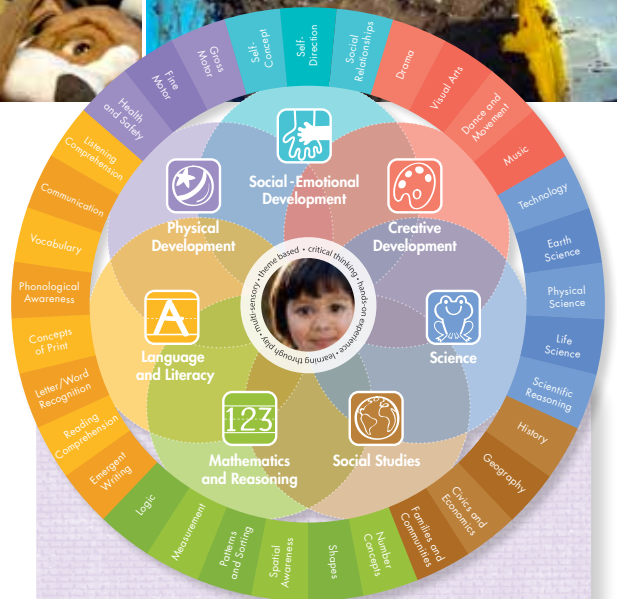 Self-
Concept
Self-
Direction
Social
Relationships
Drama
Visual Arts
Dance and
Movement
Music
Technology
Earth
Science
Physical
Science
Life
Science
Scientific
Reasoning
History
Geography
Civics and
Economics
Families and
Communities
Number
Concepts
Shapes
Spatial
Awareness
Patterns
and Sorting
Measurement
Logic
Emergent
Writing
Reading
Comprehension
Letter/Word
Recognition
Concepts
of Print
Phonological
Awareness
Vocabulary
Communication
Listening
Comprehension
Health
and Safety
Fine
Motor
Gross
Motor
Social-Emotional
Development
Creative
Development
Science
Social Studies
123
Mathematics
and Reasoning
A
Language
and Literacy
Physical
Development
theme based • critical thinking • hands-on experience • learning through play • multi-sensory •